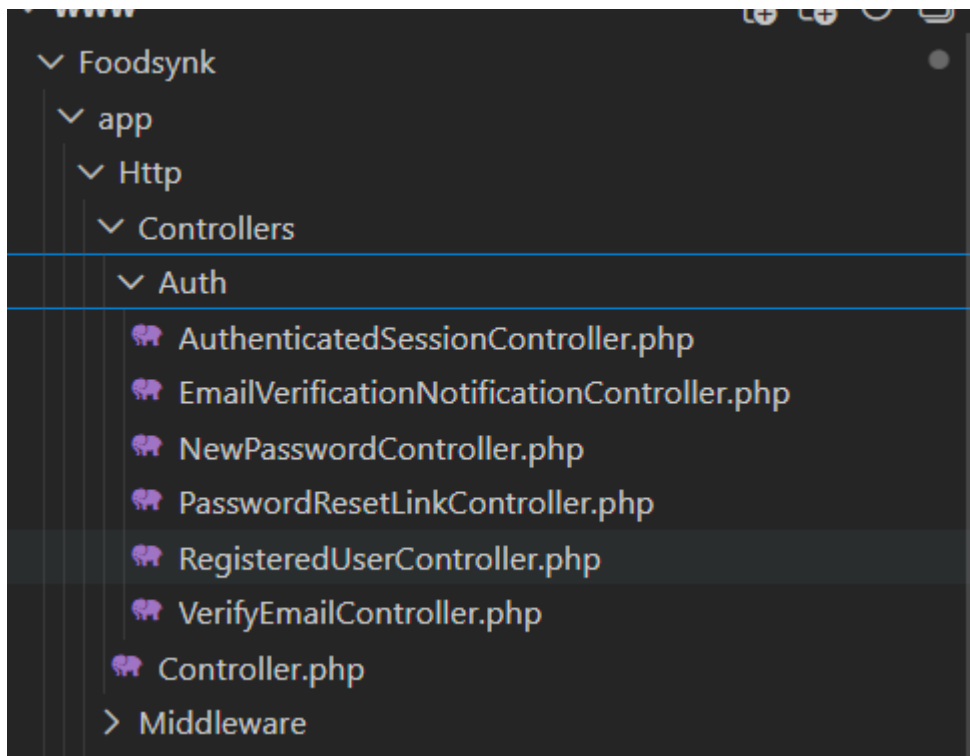 Foodsynk
app
Http
Controllers
Auth
AuthenticatedSessionController.php
EmailVerificationNotificationController.php
NewPasswordController.php
PasswordResetLinkController.php
RegisteredUserController.php
VerifyEmailController.php
Controller.php
Middleware